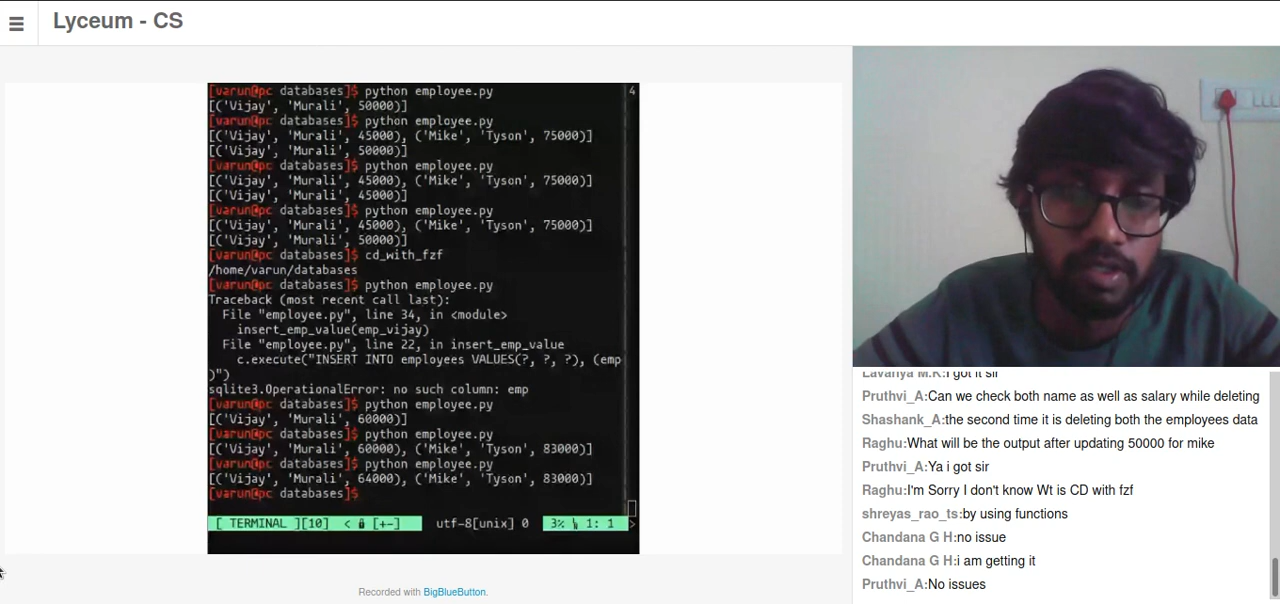 Lyceum - CS
[varun@pc databases]$ python employee.py
4
[('Vijay', 'Murali', 50000)]
[varun@pc databases]$ python employee.py
[('Vijay', 'Murali', 45000), ('Mike', 'Tyson', 75000)]
[('Vijay', 'Murali', 50000)]
[varun@pc databases]$ python employee.py
[('Vijay', 'Murali', 45000), ('Mike', 'Tyson', 75000)]
[('Vijay', 'Murali', 45000)]
[varun@pc databases]$ python employee.py
[('Vijay', 'Murali', 45000), ('Mike', 'Tyson', 75000)]
[('Vijay', 'Murali', 50000)]
[varun@pc databases]$ cd_with_fzf
/home/varun/databases
[varun@pc databases]$ python employee.py
Traceback (most recent call last):
File "employee.py", line 34, in <module>
insert_emp_value(emp_vijay)
File "employee.py", line 22, in insert_emp_value
c.execute("INSERT INTO employees VALUES(?, ?, ?), (emp
)")
sqlite3.OperationalError: no such column: emp
[varun@pc databases]$ python employee.py
[('Vijay', 'Murali', 60000)]
[varun@pc databases]$ python employee.py
[('Vijay', 'Murali', 60000), ('Mike', 'Tyson', 83000)]
[varun@pc databases]$ python employee.py
[('Vijay', 'Murali', 64000), ('Mike', 'Tyson', 83000)]
[varun@pc databases]$
[ TERMINAL ][10] < [+-] utf-8[unix] 0 3% 1: 1 >
Recorded with BigBlueButton.
Lavanya M.K:I got it sir
Pruthvi_A:Can we check both name as well as salary while deleting
Shashank_A:the second time it is deleting both the employees data
Raghu:What will be the output after updating 50000 for mike
Pruthvi_A:Ya i got sir
Raghu:I'm Sorry I don't know Wt is CD with fzf
shreyas_rao_ts:by using functions
Chandana G H:no issue
Chandana G H:i am getting it
Pruthvi_A:No issues